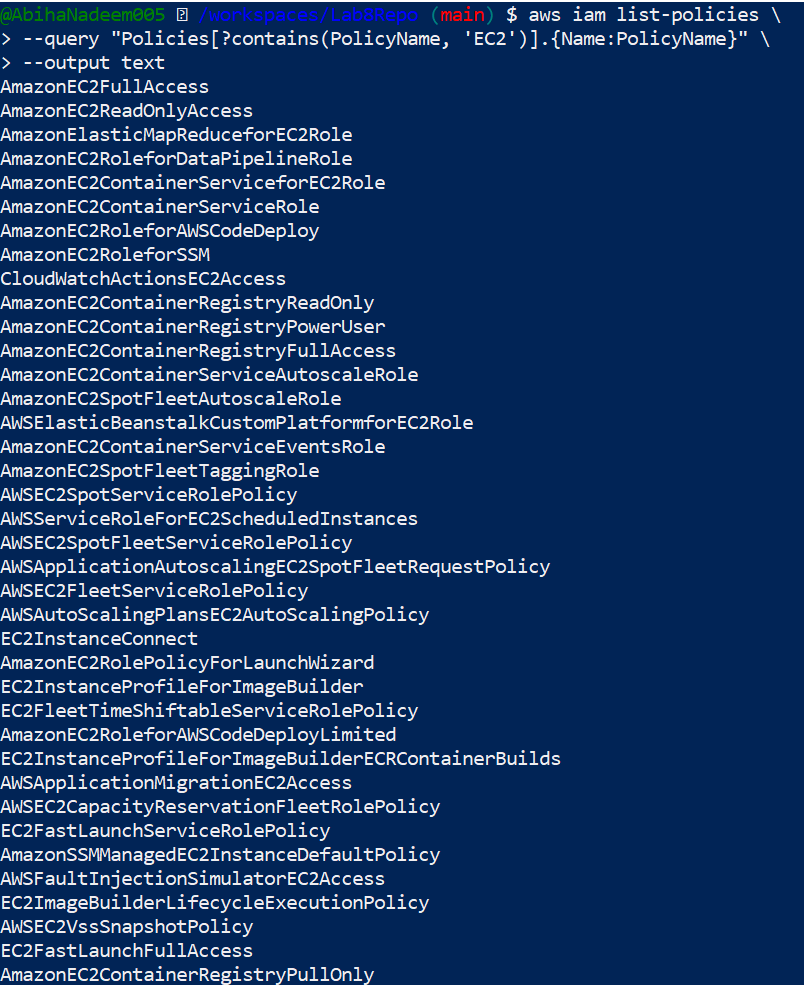 @AbihaNadeem005 /workspaces/Lab8Repo (main) $ aws iam list-policies \
> --query "Policies[?contains(PolicyName, 'EC2')].{Name:PolicyName}" \
> --output text
AmazonEC2FullAccess
AmazonEC2ReadOnlyAccess
AmazonElasticMapReduceforEC2Role
AmazonEC2RoleforDataPipelineRole
AmazonEC2ContainerServiceforEC2Role
AmazonEC2ContainerServiceRole
AmazonEC2RoleforAWSCodeDeploy
AmazonEC2RoleforSSM
CloudWatchActionsEC2Access
AmazonEC2ContainerRegistryReadOnly
AmazonEC2ContainerRegistryPowerUser
AmazonEC2ContainerRegistryFullAccess
AmazonEC2ContainerServiceAutoscaleRole
AmazonEC2SpotFleetAutoscaleRole
AWSElasticBeanstalkCustomPlatformforEC2Role
AmazonEC2ContainerServiceEventsRole
AmazonEC2SpotFleetTaggingRole
AWSEC2SpotServiceRolePolicy
AWSServiceRoleForEC2ScheduledInstances
AWSEC2SpotFleetServiceRolePolicy
AWSApplicationAutoscalingEC2SpotFleetRequestPolicy
AWSEC2FleetServiceRolePolicy
AWSAutoScalingPlansEC2AutoScalingPolicy
EC2InstanceConnect
AmazonEC2RolePolicyForLaunchWizard
EC2InstanceProfileForImageBuilder
EC2FleetTimeShiftableServiceRolePolicy
AmazonEC2RoleforAWSCodeDeployLimited
EC2InstanceProfileForImageBuilderECRContainerBuilds
AWSApplicationMigrationEC2Access
AWSEC2CapacityReservationFleetRolePolicy
EC2FastLaunchServiceRolePolicy
AmazonSSMManagedEC2InstanceDefaultPolicy
AWSFaultInjectionSimulatorEC2Access
EC2ImageBuilderLifecycleExecutionPolicy
AWSEC2VssSnapshotPolicy
EC2FastLaunchFullAccess
AmazonEC2ContainerRegistryPullOnly